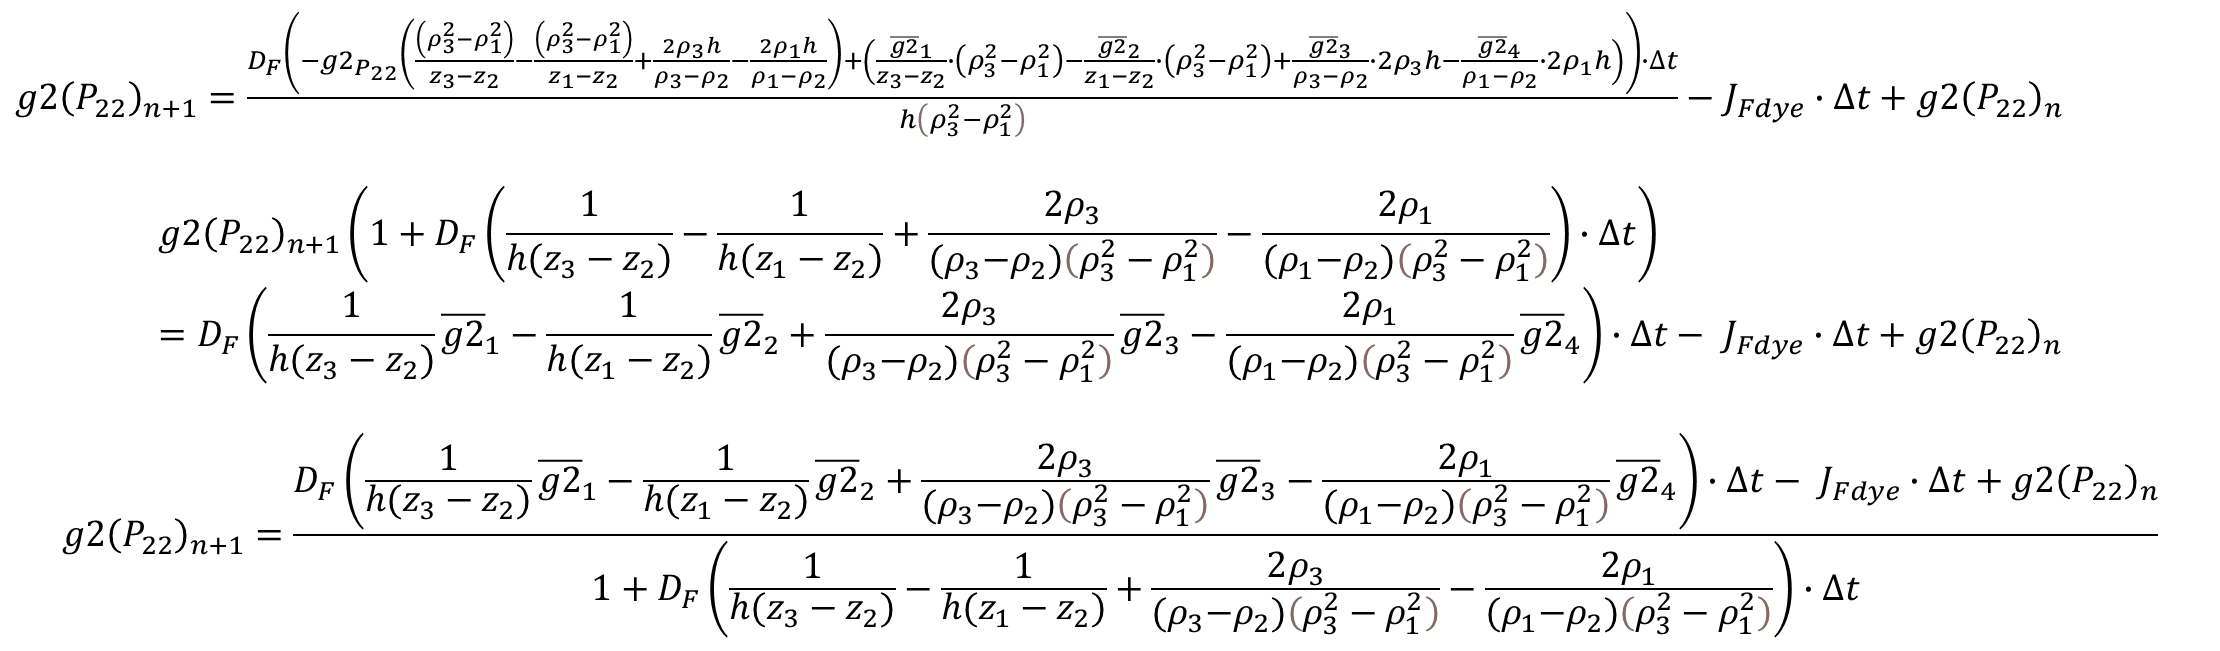 $g2(P_{22})_{n+1} = \frac{D_F\left(-g2_{P_{22}}\left(\frac{(\rho_3^2-\rho_1^2)}{z_3-z_2}-\frac{(\rho_3^2-\rho_1^2)}{z_1-z_2}+\frac{2\rho_3 h}{\rho_3-\rho_2}-\frac{2\rho_1 h}{\rho_1-\rho_2}\right)+\left(\frac{\overline{g2}_1}{z_3-z_2}\cdot(\rho_3^2-\rho_1^2)-\frac{\overline{g2}_2}{z_1-z_2}\cdot(\rho_3^2-\rho_1^2)+\frac{\overline{g2}_3}{\rho_3-\rho_2}\cdot 2\rho_3 h-\frac{\overline{g2}_4}{\rho_1-\rho_2}\cdot 2\rho_1 h\right)\right)\cdot\Delta t}{h(\rho_3^2-\rho_1^2)} - J_{Fdye}\cdot\Delta t + g2(P_{22})_n$
$g2(P_{22})_{n+1}\left(1 + D_F\left(\frac{1}{h(z_3-z_2)} - \frac{1}{h(z_1-z_2)} + \frac{2\rho_3}{(\rho_3-\rho_2)(\rho_3^2-\rho_1^2)} - \frac{2\rho_1}{(\rho_1-\rho_2)(\rho_3^2-\rho_1^2)}\right)\cdot\Delta t\right)$
$= D_F\left(\frac{1}{h(z_3-z_2)}\overline{g2}_1 - \frac{1}{h(z_1-z_2)}\overline{g2}_2 + \frac{2\rho_3}{(\rho_3-\rho_2)(\rho_3^2-\rho_1^2)}\overline{g2}_3 - \frac{2\rho_1}{(\rho_1-\rho_2)(\rho_3^2-\rho_1^2)}\overline{g2}_4\right)\cdot\Delta t - J_{Fdye}\cdot\Delta t + g2(P_{22})_n$
$g2(P_{22})_{n+1} = \frac{D_F\left(\frac{1}{h(z_3-z_2)}\overline{g2}_1 - \frac{1}{h(z_1-z_2)}\overline{g2}_2 + \frac{2\rho_3}{(\rho_3-\rho_2)(\rho_3^2-\rho_1^2)}\overline{g2}_3 - \frac{2\rho_1}{(\rho_1-\rho_2)(\rho_3^2-\rho_1^2)}\overline{g2}_4\right)\cdot\Delta t - J_{Fdye}\cdot\Delta t + g2(P_{22})_n}{1 + D_F\left(\frac{1}{h(z_3-z_2)} - \frac{1}{h(z_1-z_2)} + \frac{2\rho_3}{(\rho_3-\rho_2)(\rho_3^2-\rho_1^2)} - \frac{2\rho_1}{(\rho_1-\rho_2)(\rho_3^2-\rho_1^2)}\right)\cdot\Delta t}$